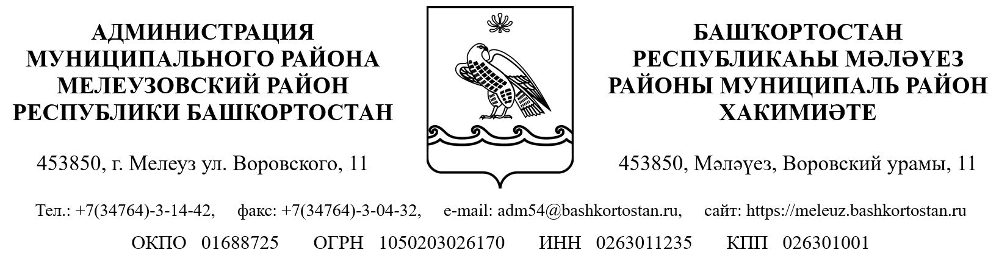 АДМИНИСТРАЦИЯ
МУНИЦИПАЛЬНОГО РАЙОНА
МЕЛЕУЗОВСКИЙ РАЙОН
РЕСПУБЛИКИ БАШКОРТОСТАН
453850, г. Мелеуз ул. Воровского, 11
БАШҠОРТОСТАН
РЕСПУБЛИКАҺЫ МӘЛӘҮЕЗ
РАЙОНЫ МУНИЦИПАЛЬ РАЙОН
ХАКИМИӘТЕ
453850, Мәләүез, Воровский урамы, 11
Тел.: +7(34764)-3-14-42, факс: +7(34764)-3-04-32, e-mail: adm54@bashkortostan.ru, сайт: https://meleuz.bashkortostan.ru
ОКПО 01688725 ОГРН 1050203026170 ИНН 0263011235 КПП 026301001